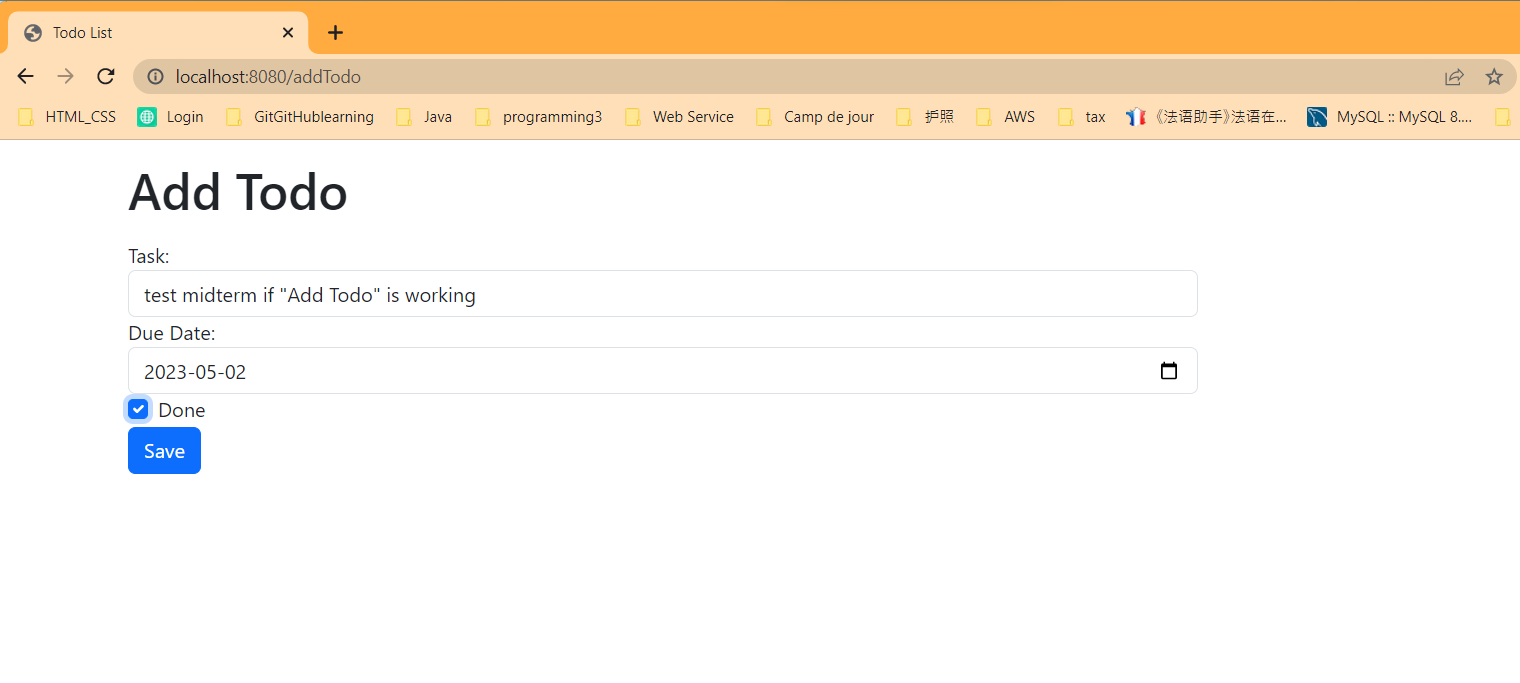 Todo List
localhost:8080/addTodo
HTML_CSS Login GitGitHublearning Java programming3 Web Service Camp de jour 护照 AWS tax 《法语助手》法语在... MySQL :: MySQL 8....
Add Todo
Task:
test midterm if "Add Todo" is working
Due Date:
2023-05-02
Done
Save